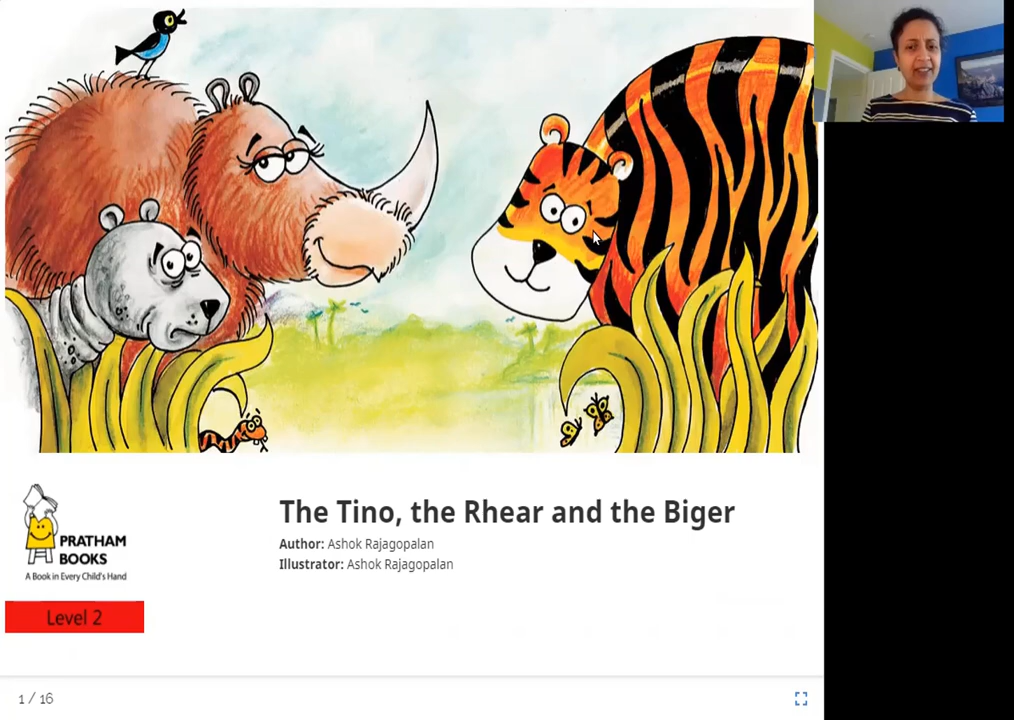 The Tino, the Rhear and the Biger
Author: Ashok Rajagopalan
Illustrator: Ashok Rajagopalan
PRATHAM
BOOKS
A Book in Every Child's Hand
Level 2
1 / 16